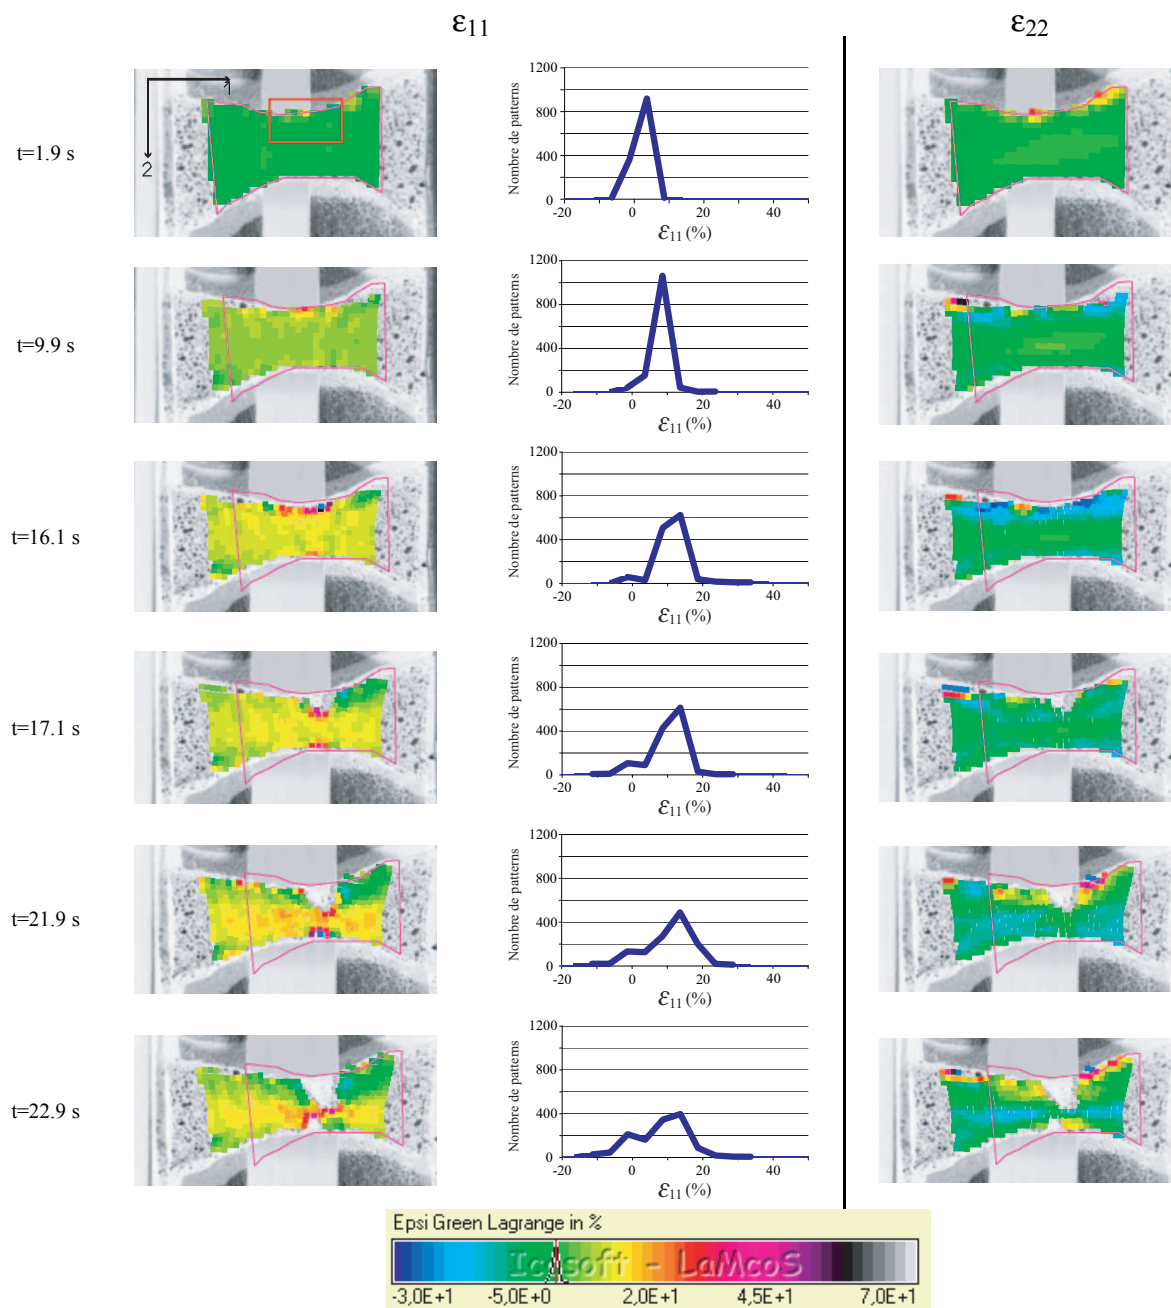 ε11 ε22
1
2
t=1.9 s
1200
800
400
0
-20 0 20 40
Nombre de patterns
ε11 (%)
t=9.9 s
1200
800
400
0
-20 0 20 40
Nombre de patterns
ε11 (%)
t=16.1 s
1200
800
400
0
-20 0 20 40
Nombre de patterns
ε11 (%)
t=17.1 s
1200
800
400
0
-20 0 20 40
Nombre de patterns
ε11 (%)
t=21.9 s
1200
800
400
0
-20 0 20 40
Nombre de patterns
ε11 (%)
t=22.9 s
1200
800
400
0
-20 0 20 40
Nombre de patterns
ε11 (%)
Epsi Green Lagrange in %
Icasoft - LaMcoS
-3,0E+1 -5,0E+0 2,0E+1 4,5E+1 7,0E+1